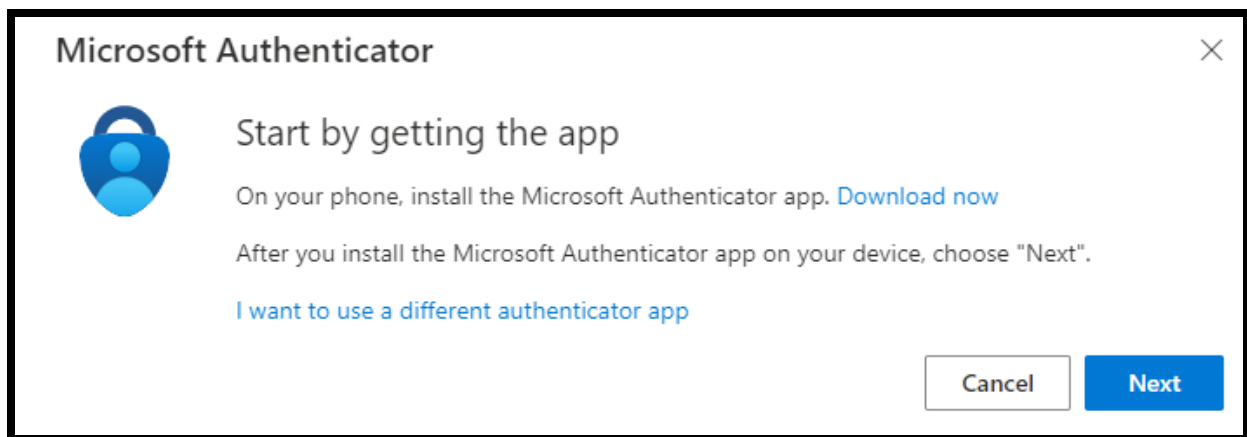 Microsoft Authenticator
Start by getting the app
On your phone, install the Microsoft Authenticator app. Download now
After you install the Microsoft Authenticator app on your device, choose "Next".
I want to use a different authenticator app
Cancel Next